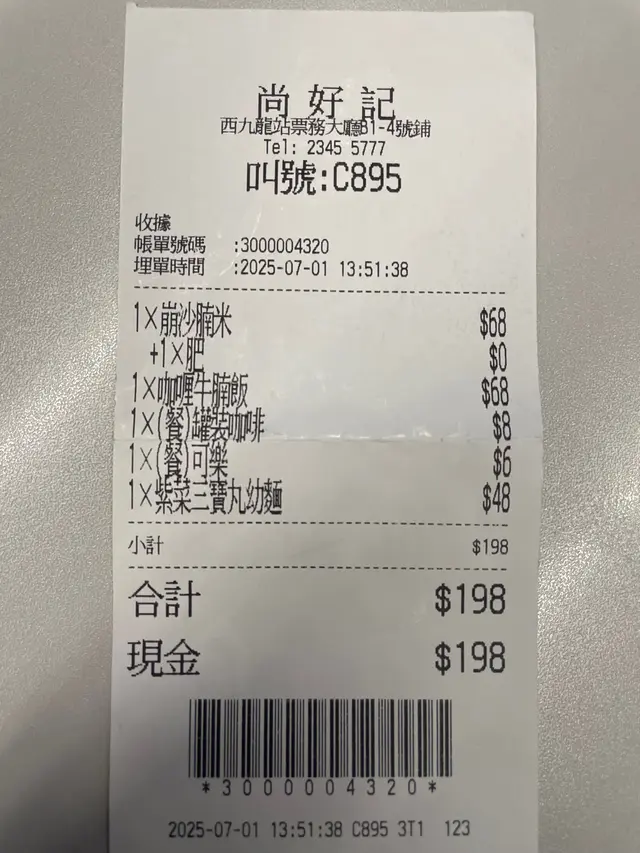 尚好記
西九龍站票務大廳B1-4號鋪
Tel: 2345 5777
叫號:C895
收據
帳單號碼 :3000004320
埋單時間 :2025-07-01 13:51:38
1×崩沙腩米 $68
+1×肥 $0
1×咖喱牛腩飯 $68
1×(餐)罐裝咖啡 $8
1×(餐)可樂 $6
1×紫菜三寶丸幼麵 $48
小計 $198
合計 $198
現金 $198
*3000004320*
2025-07-01 13:51:38 C895 3T1 123